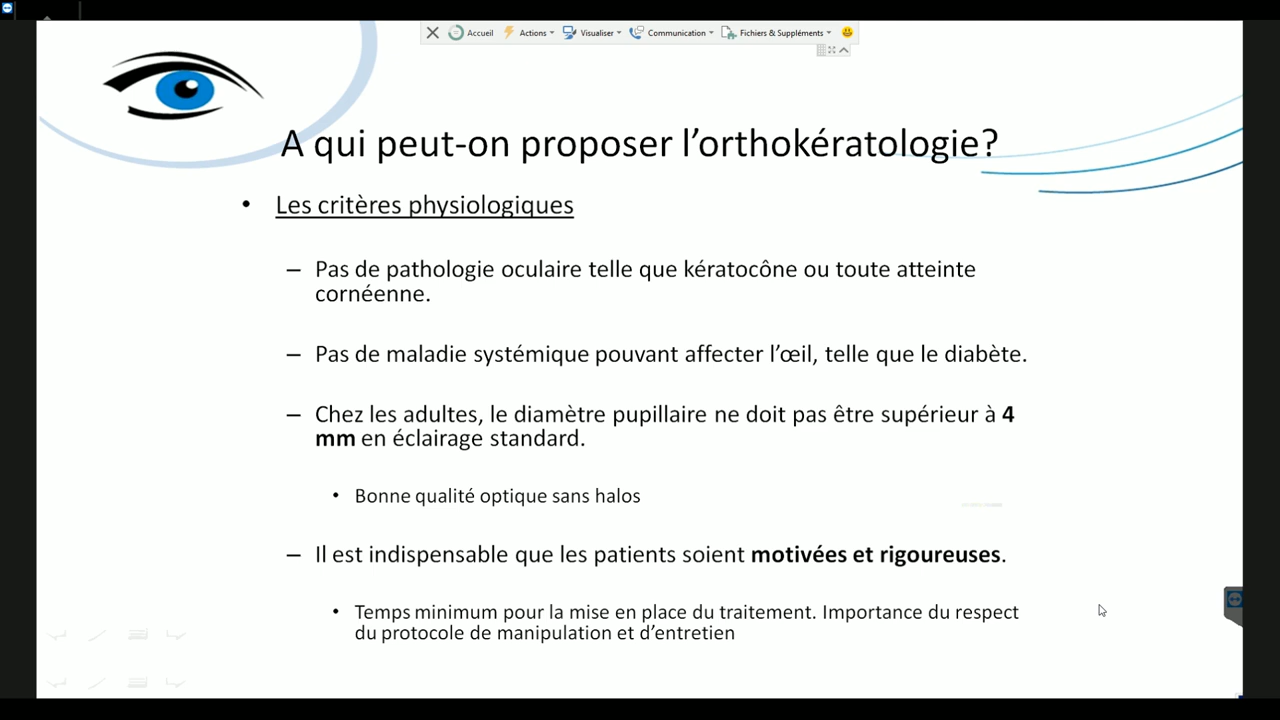 Accueil Actions Visualiser Communication Fichiers & Suppléments
A qui peut-on proposer l’orthokératologie?
• Les critères physiologiques
– Pas de pathologie oculaire telle que kératocône ou toute atteinte
cornéenne.
– Pas de maladie systémique pouvant affecter l’œil, telle que le diabète.
– Chez les adultes, le diamètre pupillaire ne doit pas être supérieur à 4
mm en éclairage standard.
• Bonne qualité optique sans halos
– Il est indispensable que les patients soient motivées et rigoureuses.
• Temps minimum pour la mise en place du traitement. Importance du respect
du protocole de manipulation et d’entretien